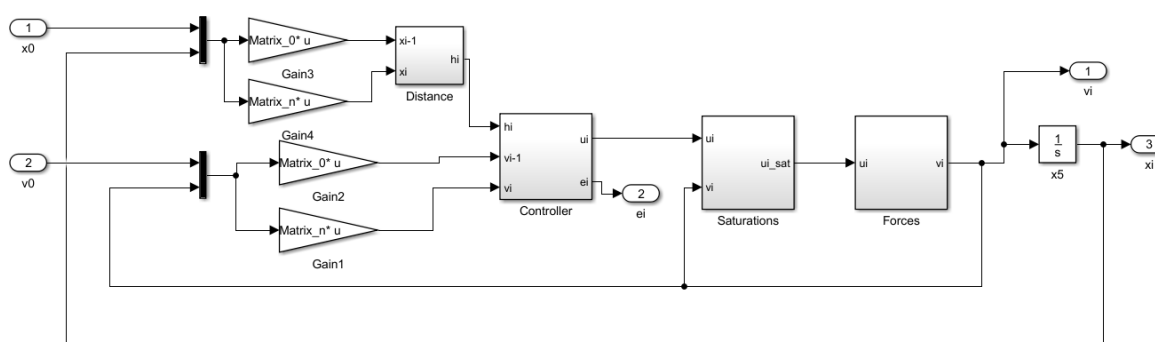 1
x0
Matrix_0* u
Gain3
Matrix_n* u
Gain4
xi-1
xi
hi
Distance
2
v0
Matrix_0* u
Gain2
Matrix_n* u
Gain1
hi
vi-1
vi
ui
ei
Controller
2
ei
ui
vi
ui_sat
Saturations
ui
vi
Forces
1
vi
1
s
x5
3
xi